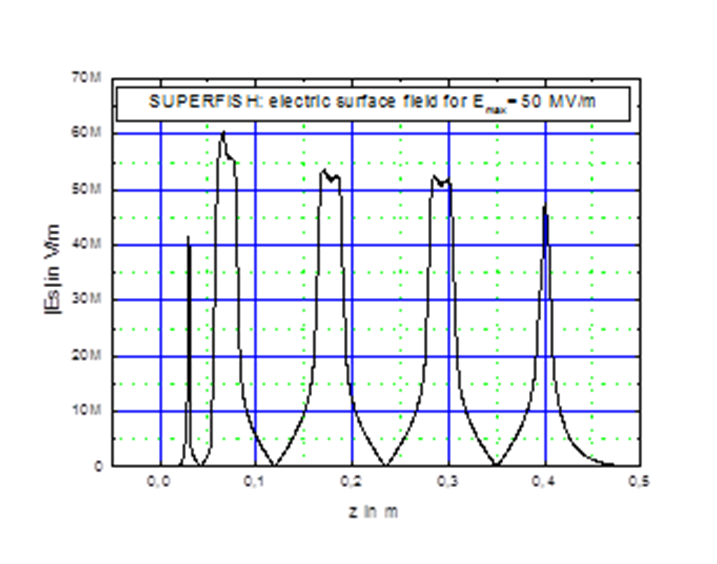 70M
SUPERFISH: electric surface field for Emax=50 MV/m
60M
50M
40M
30M
20M
10M
0
|Es| in V/m
0,0 0,1 0,2 0,3 0,4 0,5
z in m